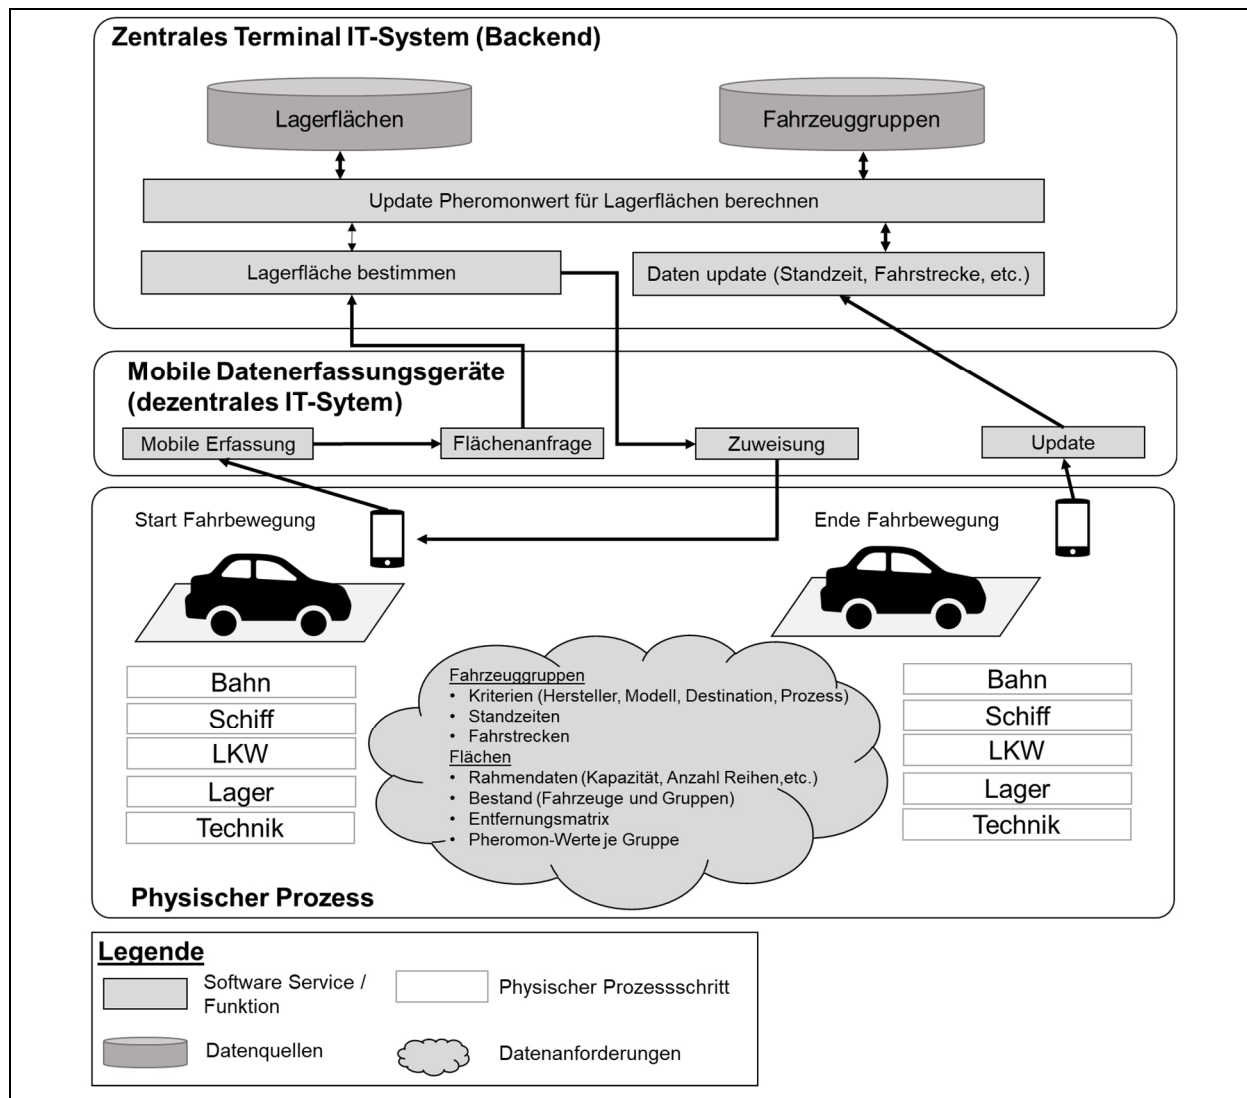 Zentrales Terminal IT-System (Backend)
Lagerflächen
Fahrzeuggruppen
Update Pheromonwert für Lagerflächen berechnen
Lagerfläche bestimmen
Daten update (Standzeit, Fahrstrecke, etc.)
Mobile Datenerfassungsgeräte
(dezentrales IT-Sytem)
Mobile Erfassung
Flächenanfrage
Zuweisung
Update
Start Fahrbewegung
Ende Fahrbewegung
Bahn
Schiff
LKW
Lager
Technik
Fahrzeuggruppen
• Kriterien (Hersteller, Modell, Destination, Prozess)
• Standzeiten
• Fahrstrecken
Flächen
• Rahmendaten (Kapazität, Anzahl Reihen,etc.)
• Bestand (Fahrzeuge und Gruppen)
• Entfernungsmatrix
• Pheromon-Werte je Gruppe
Bahn
Schiff
LKW
Lager
Technik
Physischer Prozess
Legende
Software Service /
Funktion
Physischer Prozessschritt
Datenquellen
Datenanforderungen